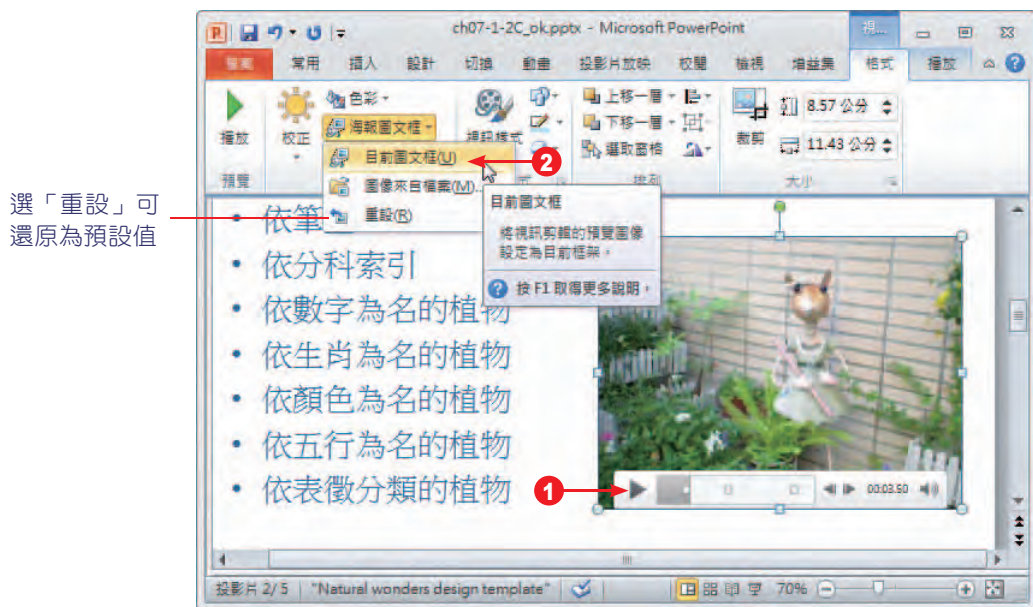 ch07-1-2C_ok.pptx - Microsoft PowerPoint
視...
檔案 常用 插入 設計 切換 動畫 投影片放映 校閱 檢視 增益集 格式 播放
色彩
海報圖文框
視訊樣式
上移一層
下移一層
選取窗格
8.57 公分
11.43 公分
播放
校正
裁剪
預覽
排列
大小
目前圖文框(U)
2
圖像來自檔案(M)...
重設(R)
目前圖文框
將視訊剪輯的預覽圖像
設定為目前框架。
按 F1 取得更多說明。
選「重設」可
還原為預設值
• 依筆
• 依分科索引
• 依數字為名的植物
• 依生肖為名的植物
• 依顏色為名的植物
• 依五行為名的植物
• 依表徵分類的植物
1
00:03.50
投影片 2/5 "Natural wonders design template" 70%